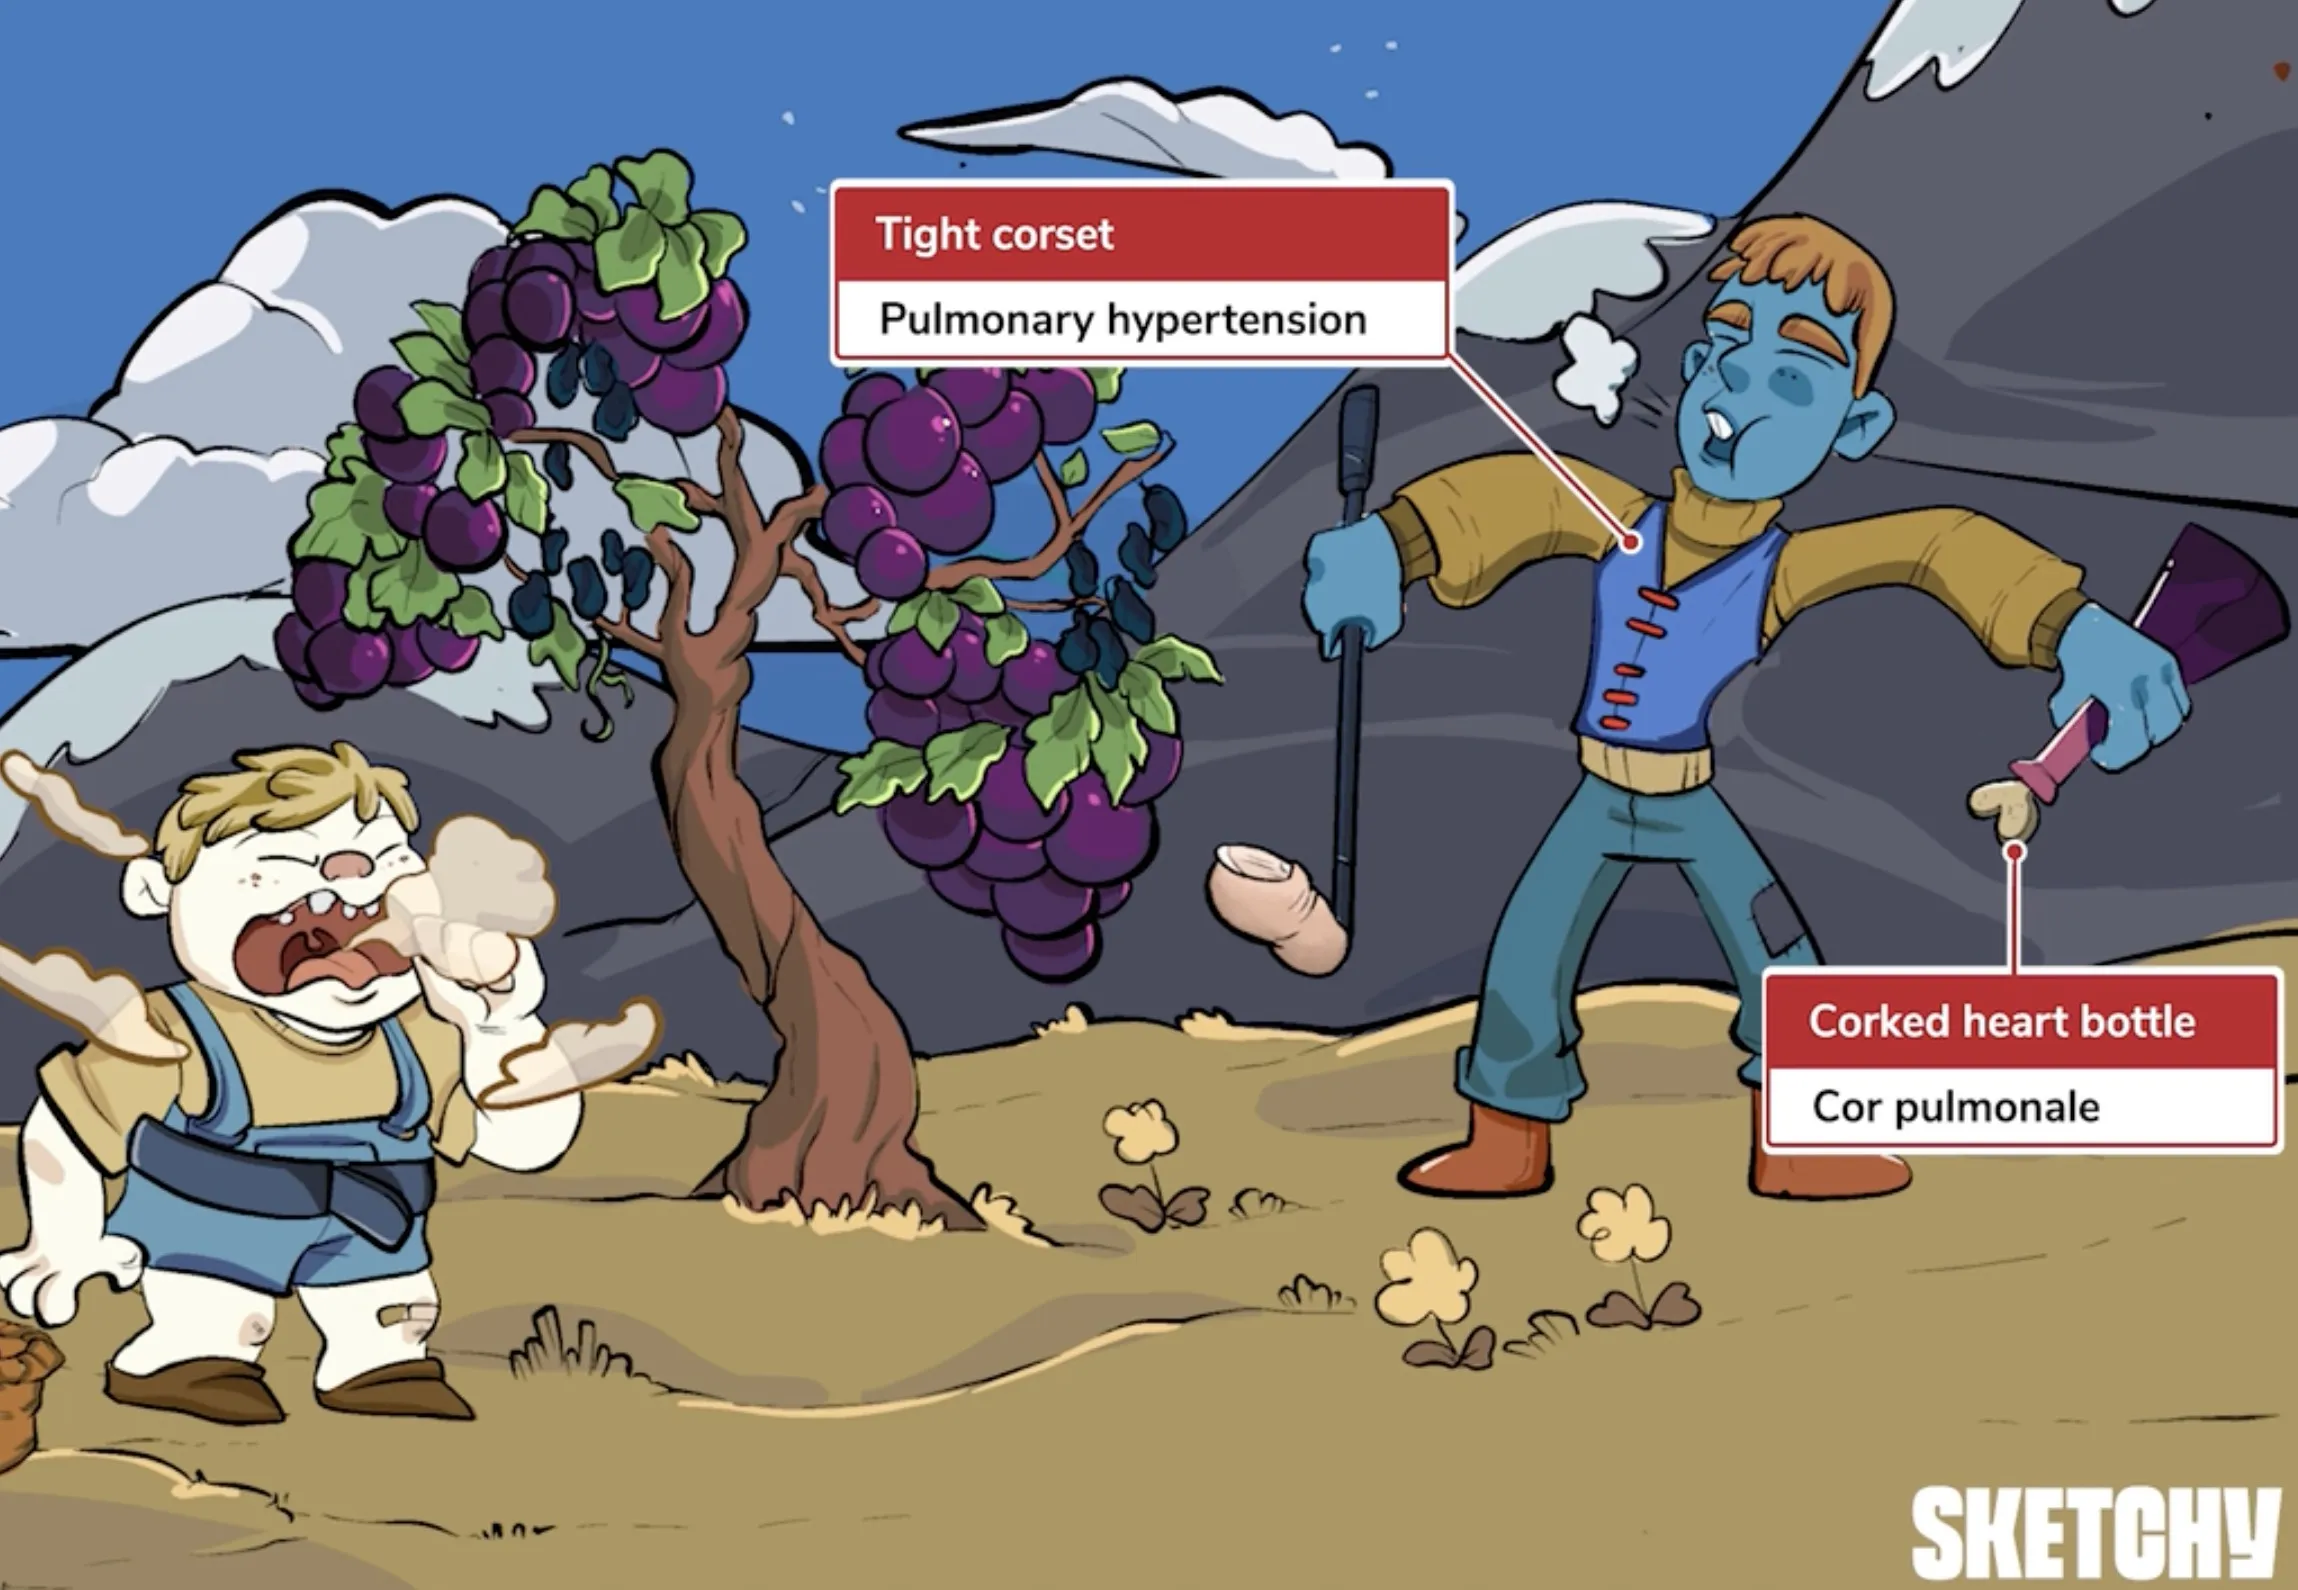 Tight corset
Pulmonary hypertension
Corked heart bottle
Cor pulmonale
SKETCHY